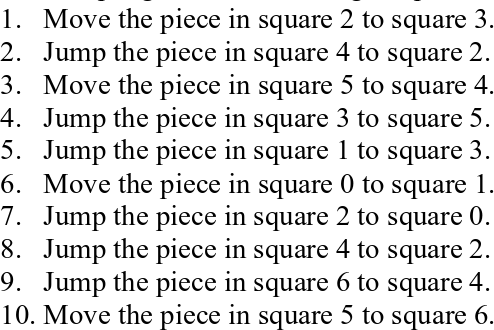 1. Move the piece in square 2 to square 3.
2. Jump the piece in square 4 to square 2.
3. Move the piece in square 5 to square 4.
4. Jump the piece in square 3 to square 5.
5. Jump the piece in square 1 to square 3.
6. Move the piece in square 0 to square 1.
7. Jump the piece in square 2 to square 0.
8. Jump the piece in square 4 to square 2.
9. Jump the piece in square 6 to square 4.
10. Move the piece in square 5 to square 6.